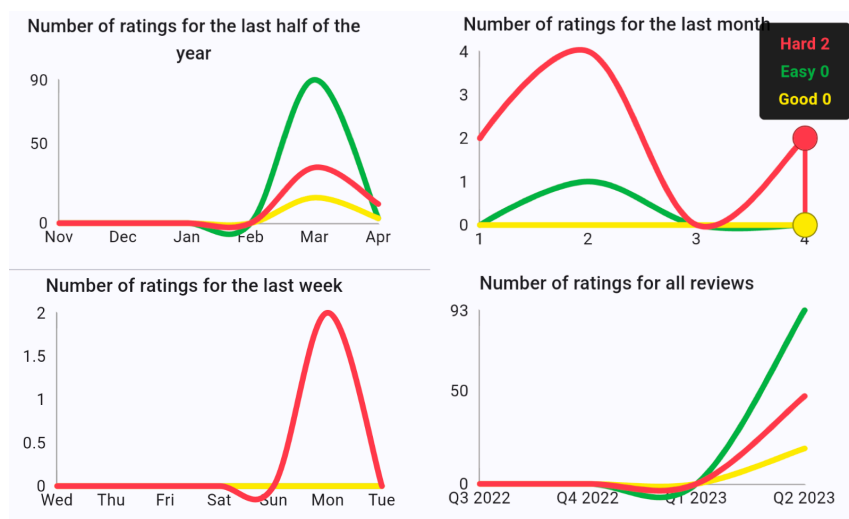 Number of ratings for the last half of the
year
90
50
0
Nov Dec Jan Feb Mar Apr
Number of ratings for the last month
Hard 2
Easy 0
Good 0
4
3
2
1
0
1 2 3 4
Number of ratings for the last week
2
1.5
1
0.5
0
Wed Thu Fri Sat Sun Mon Tue
Number of ratings for all reviews
93
50
0
Q3 2022 Q4 2022 Q1 2023 Q2 2023